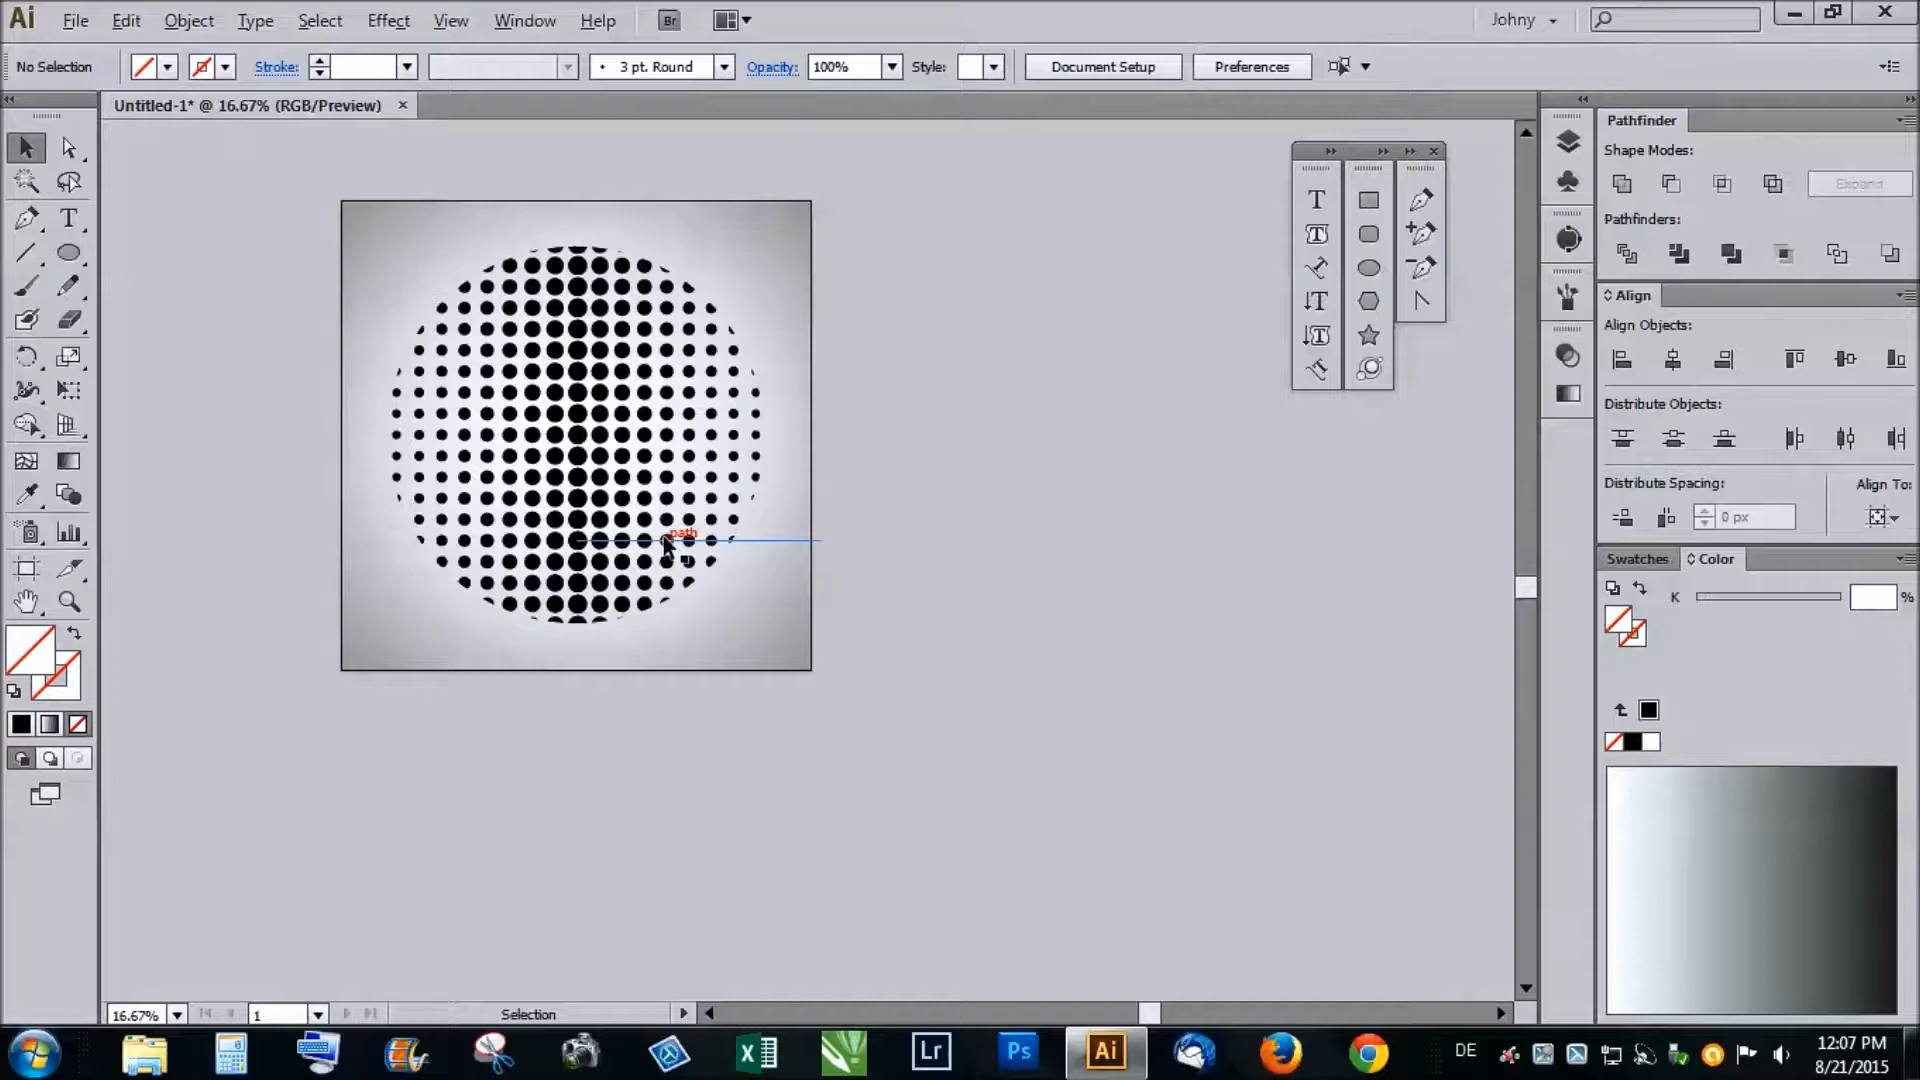 Ai File Edit Object Type Select Effect View Window Help Br Johny
No Selection Stroke: 3 pt. Round Opacity: 100% Style: Document Setup Preferences
Untitled-1* @ 16.67% (RGB/Preview)
Pathfinder
Shape Modes:
Expand
Pathfinders:
Align
Align Objects:
Distribute Objects:
Distribute Spacing: Align To:
0 px
path
Swatches Color
K %
16.67% 1 Selection
Lr Ps Ai DE 12:07 PM
8/21/2015